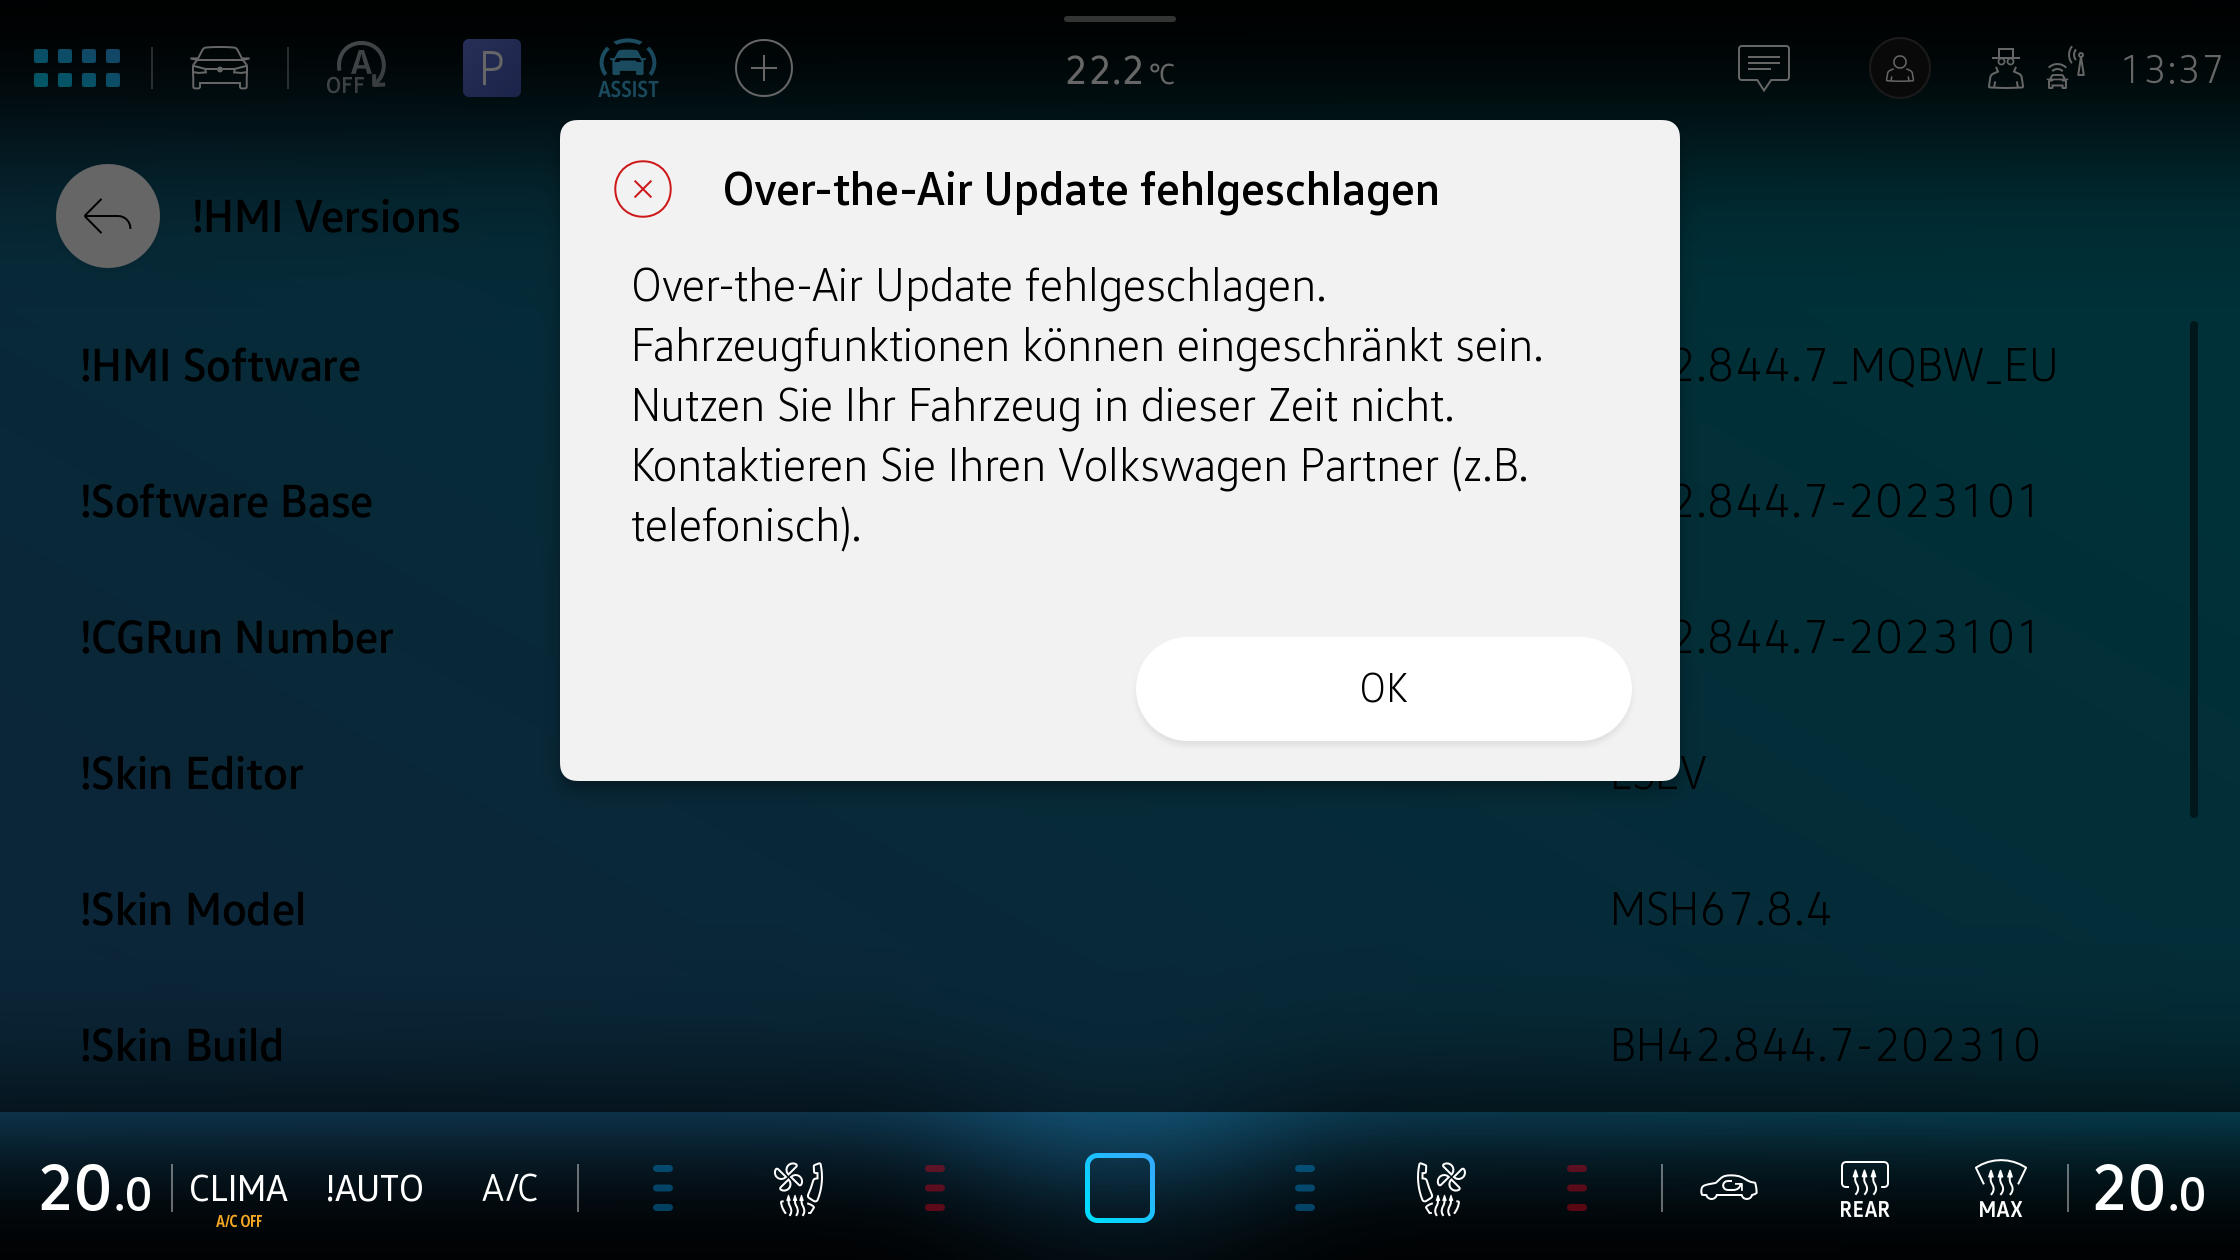 OFF A
P
ASSIST
22.2 °C
13:37
Over-the-Air Update fehlgeschlagen
Over-the-Air Update fehlgeschlagen.
Fahrzeugfunktionen können eingeschränkt sein.
Nutzen Sie Ihr Fahrzeug in dieser Zeit nicht.
Kontaktieren Sie Ihren Volkswagen Partner (z.B.
telefonisch).
OK
!HMI Versions
!HMI Software 2.844.7_MQBW_EU
!Software Base 2.844.7-2023101
!CGRun Number 2.844.7-2023101
!Skin Editor
!Skin Model MSH67.8.4
!Skin Build BH42.844.7-202310
20.0 CLIMA !AUTO A/C REAR MAX 20.0
A/C OFF